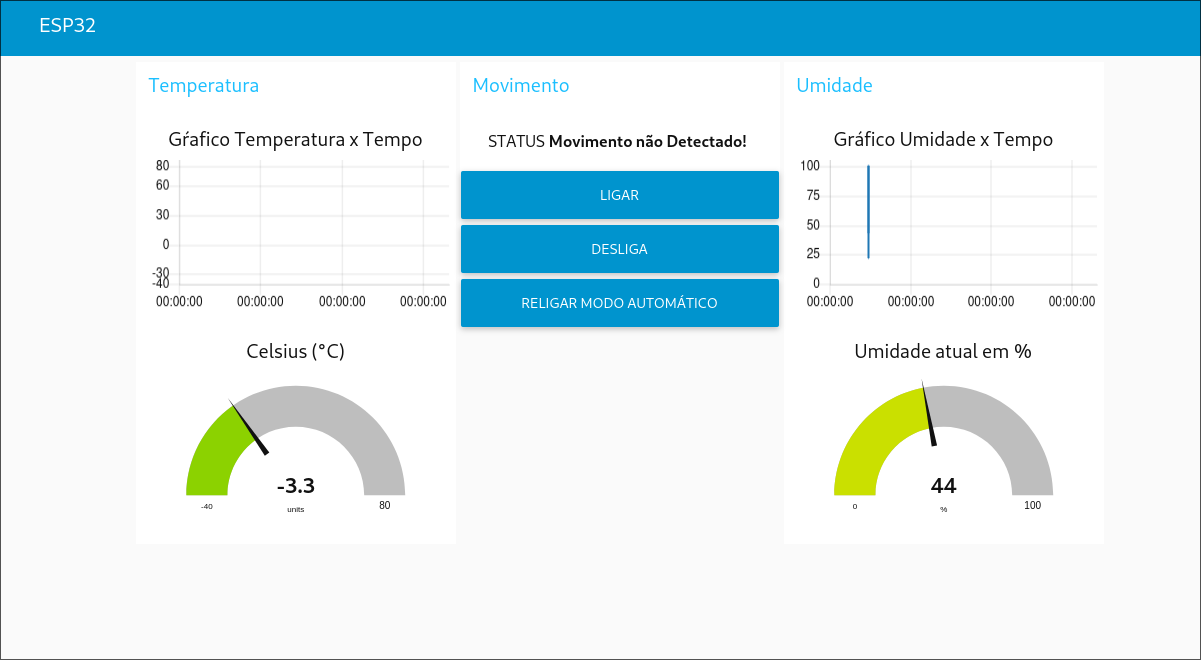 ESP32
Temperatura
Gŕafico Temperatura x Tempo
80
60
30
0
-30
-40
00:00:00 00:00:00 00:00:00 00:00:00
Celsius (°C)
-3.3
units
-40
80
Movimento
STATUS Movimento não Detectado!
LIGAR
DESLIGA
RELIGAR MODO AUTOMÁTICO
Umidade
Gráfico Umidade x Tempo
100
75
50
25
0
00:00:00 00:00:00 00:00:00 00:00:00
Umidade atual em %
44
%
0
100